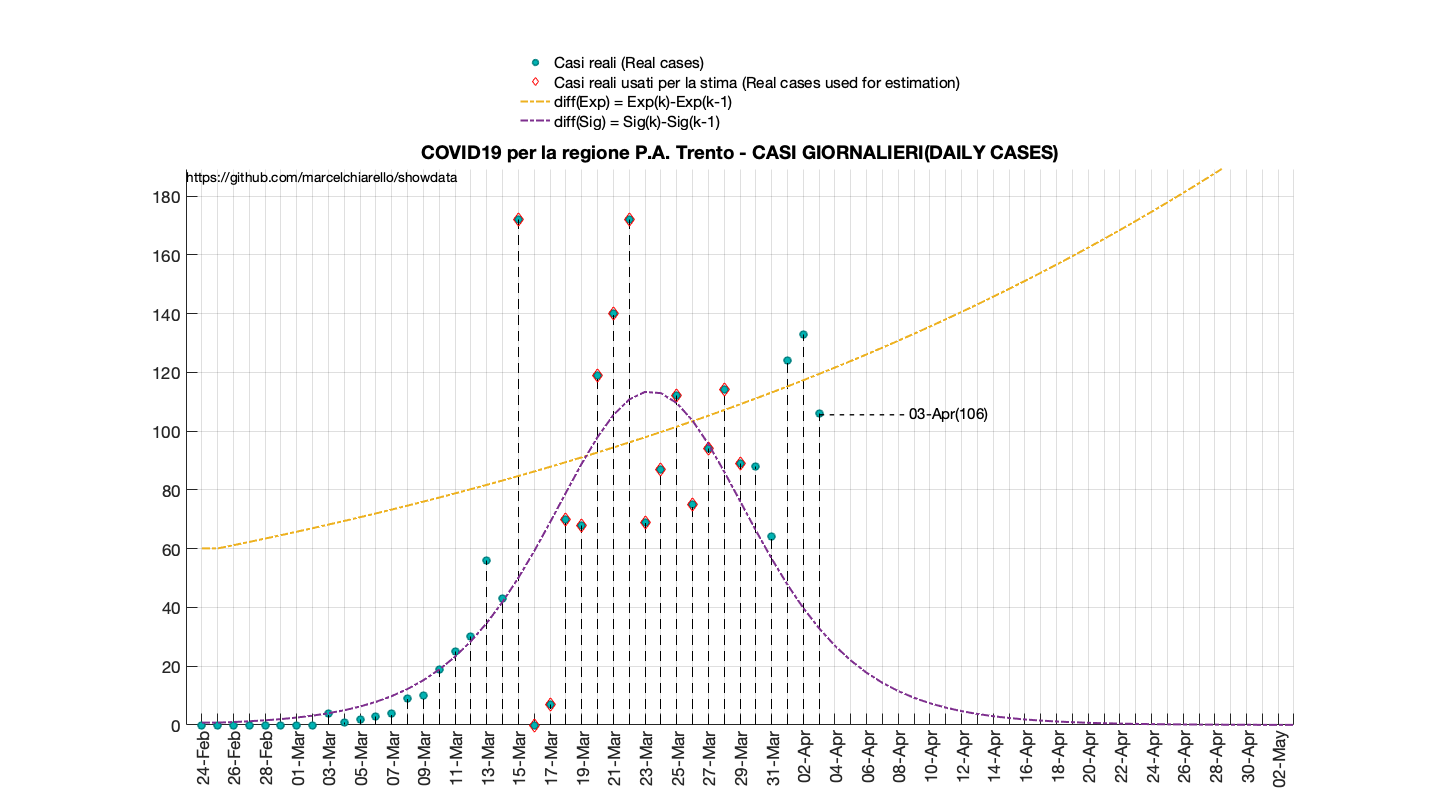 Casi reali (Real cases)
Casi reali usati per la stima (Real cases used for estimation)
diff(Exp) = Exp(k)-Exp(k-1)
diff(Sig) = Sig(k)-Sig(k-1)
COVID19 per la regione P.A. Trento - CASI GIORNALIERI(DAILY CASES)
https://github.com/marcelchiarello/showdata
180
160
140
120
100
80
60
40
20
0
03-Apr(106)
24-Feb
26-Feb
28-Feb
01-Mar
03-Mar
05-Mar
07-Mar
09-Mar
11-Mar
13-Mar
15-Mar
17-Mar
19-Mar
21-Mar
23-Mar
25-Mar
27-Mar
29-Mar
31-Mar
02-Apr
04-Apr
06-Apr
08-Apr
10-Apr
12-Apr
14-Apr
16-Apr
18-Apr
20-Apr
22-Apr
24-Apr
26-Apr
28-Apr
30-Apr
02-May